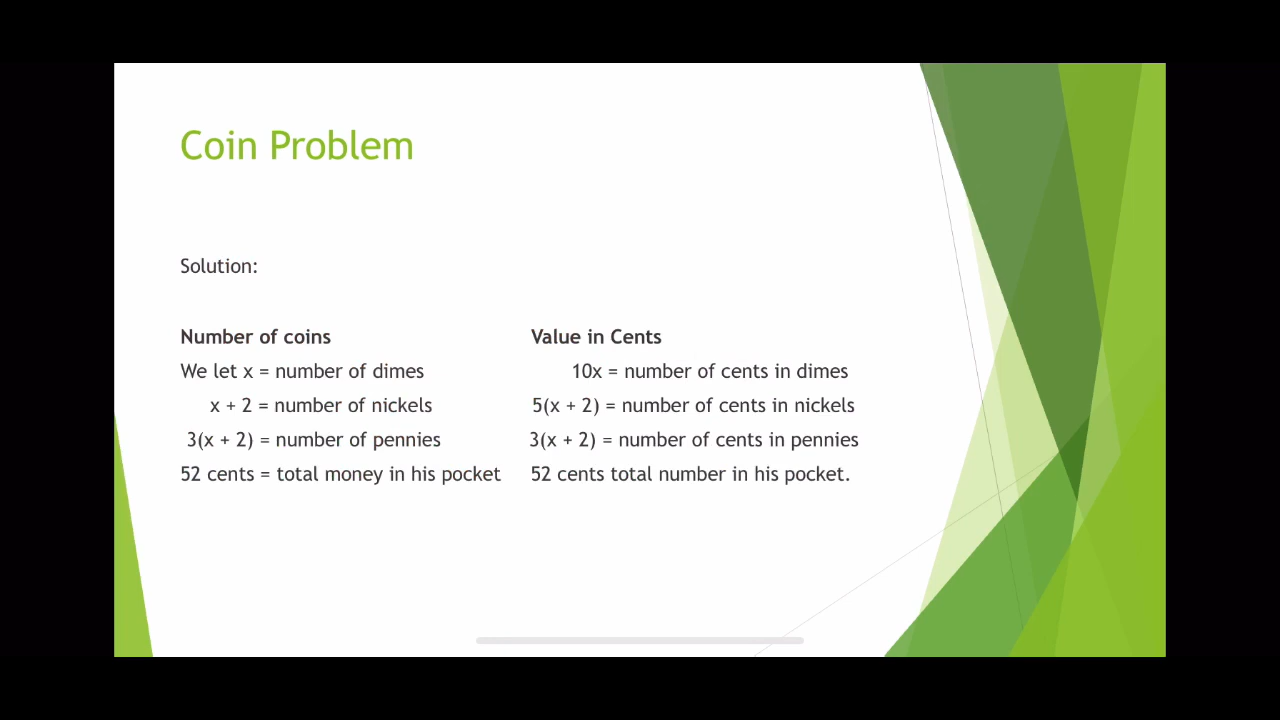 Coin Problem
Solution:
Number of coins Value in Cents
We let x = number of dimes 10x = number of cents in dimes
x + 2 = number of nickels 5(x + 2) = number of cents in nickels
3(x + 2) = number of pennies 3(x + 2) = number of cents in pennies
52 cents = total money in his pocket 52 cents total number in his pocket.